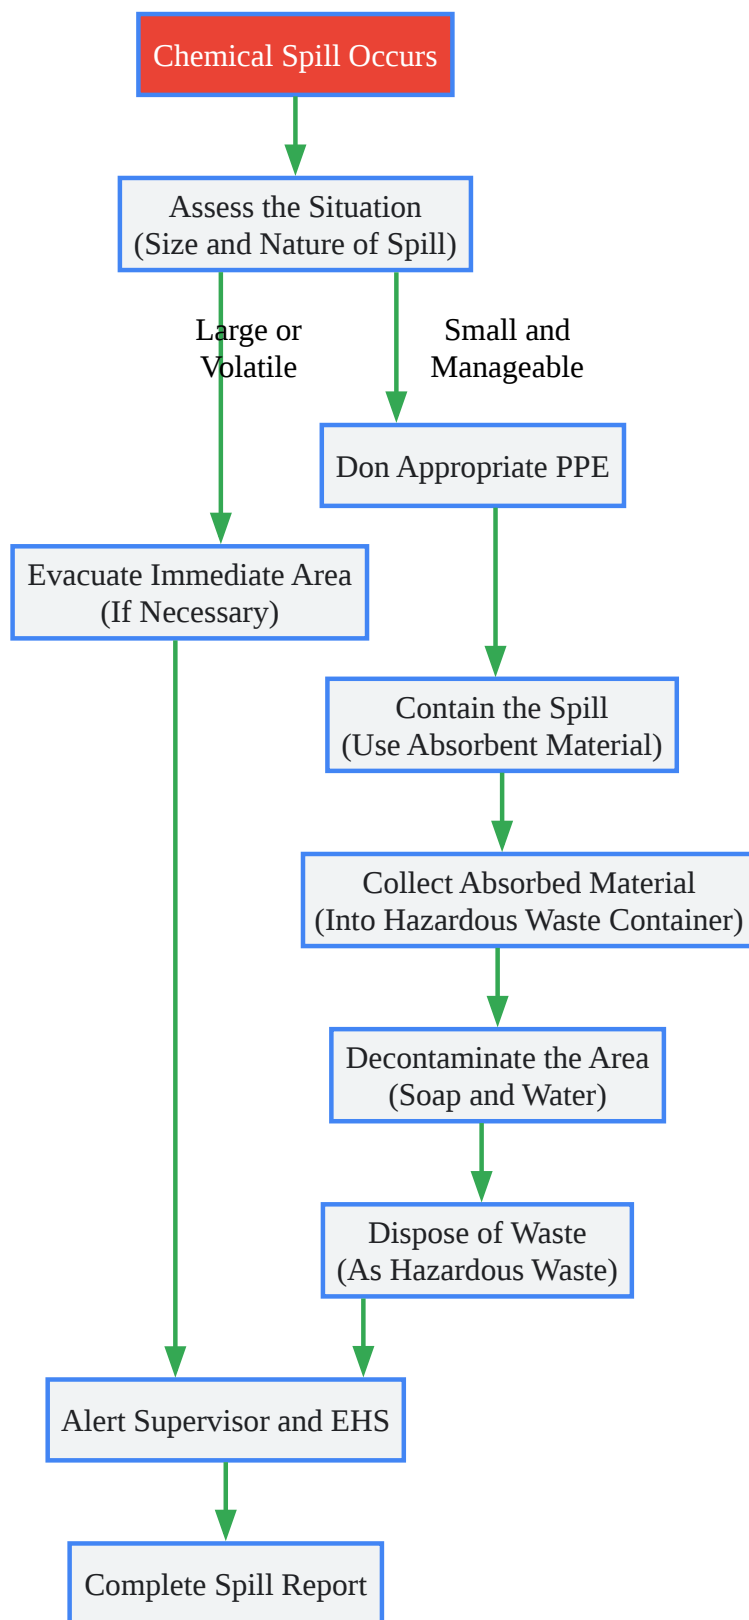 Chemical Spill Occurs
Assess the Situation
(Size and Nature of Spill)
Large or
Volatile
Small and
Manageable
Don Appropriate PPE
Evacuate Immediate Area
(If Necessary)
Contain the Spill
(Use Absorbent Material)
Collect Absorbed Material
(Into Hazardous Waste Container)
Decontaminate the Area
(Soap and Water)
Dispose of Waste
(As Hazardous Waste)
Alert Supervisor and EHS
Complete Spill Report